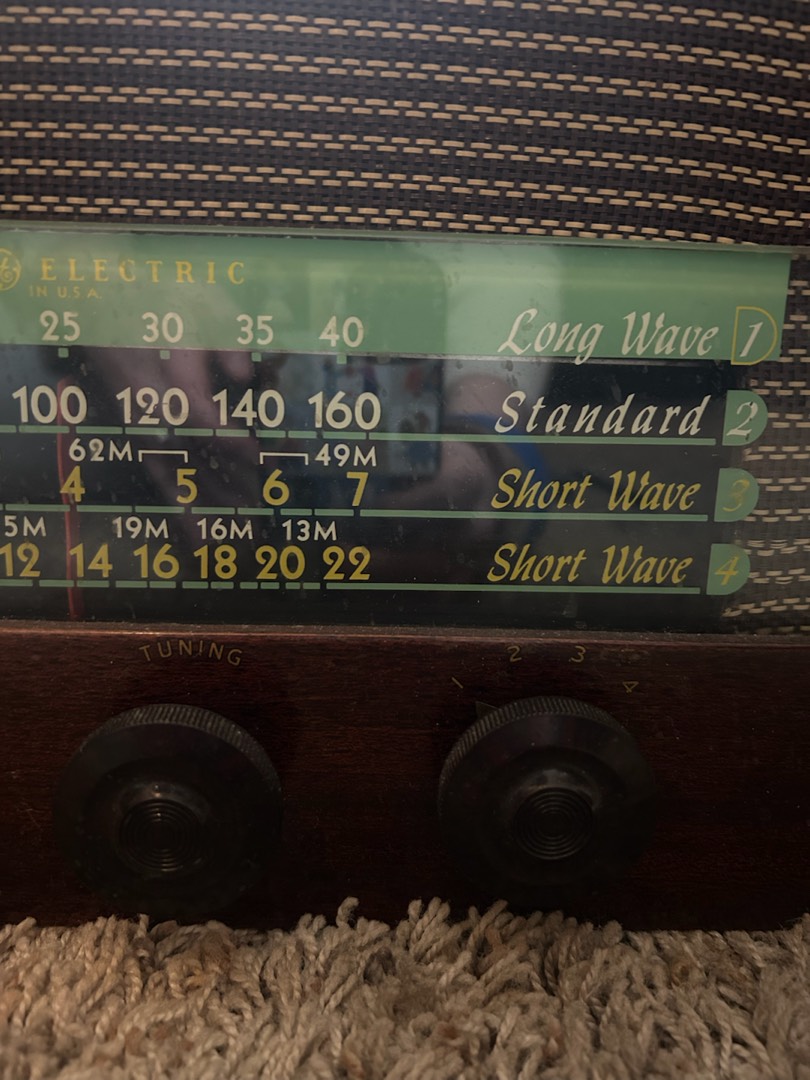 GE ELECTRIC
IN U.S.A.
25 30 35 40 Long Wave 1
100 120 140 160 Standard 2
62M 49M
4 5 6 7 Short Wave 3
5M 19M 16M 13M
12 14 16 18 20 22 Short Wave 4
TUNING
1 2 3 4